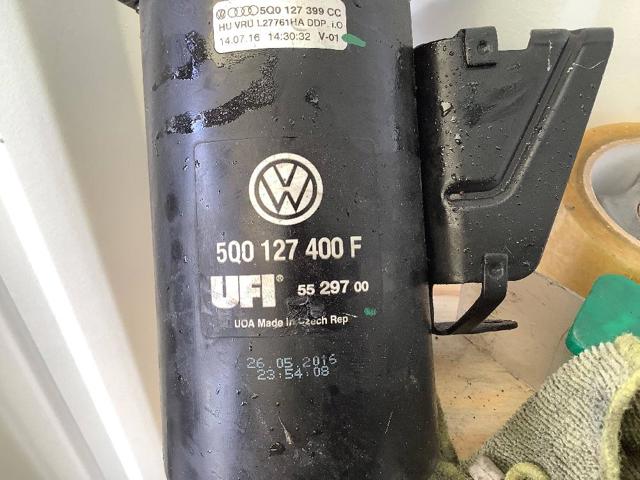 5Q0 127 399 CC
HU VRU L27761HA DDP. i.O
14.07.16 14:30:32 V-01
5Q0 127 400 F
UFI® 55 297 00
UOA Made in Czech Rep
26.05.2016
23:54:08